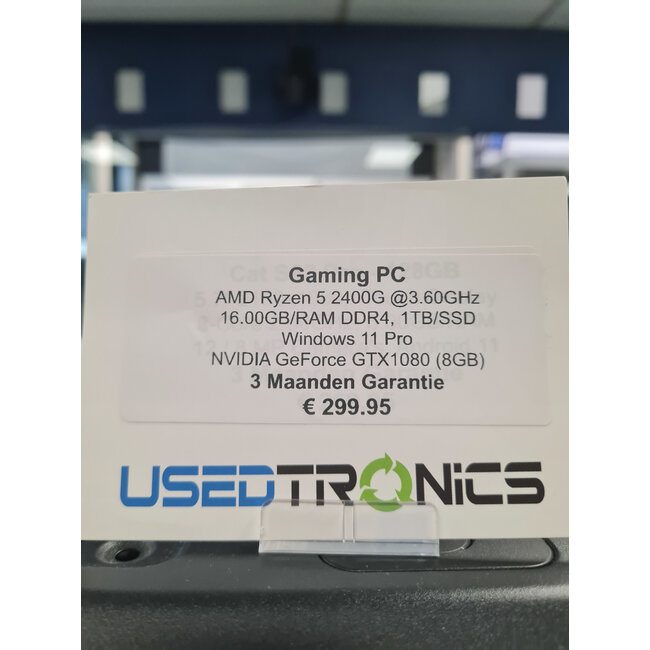 Gaming PC
AMD Ryzen 5 2400G @3.60GHz
16.00GB/RAM DDR4, 1TB/SSD
Windows 11 Pro
NVIDIA GeForce GTX1080 (8GB)
3 Maanden Garantie
€ 299.95
USEDTRONiCS